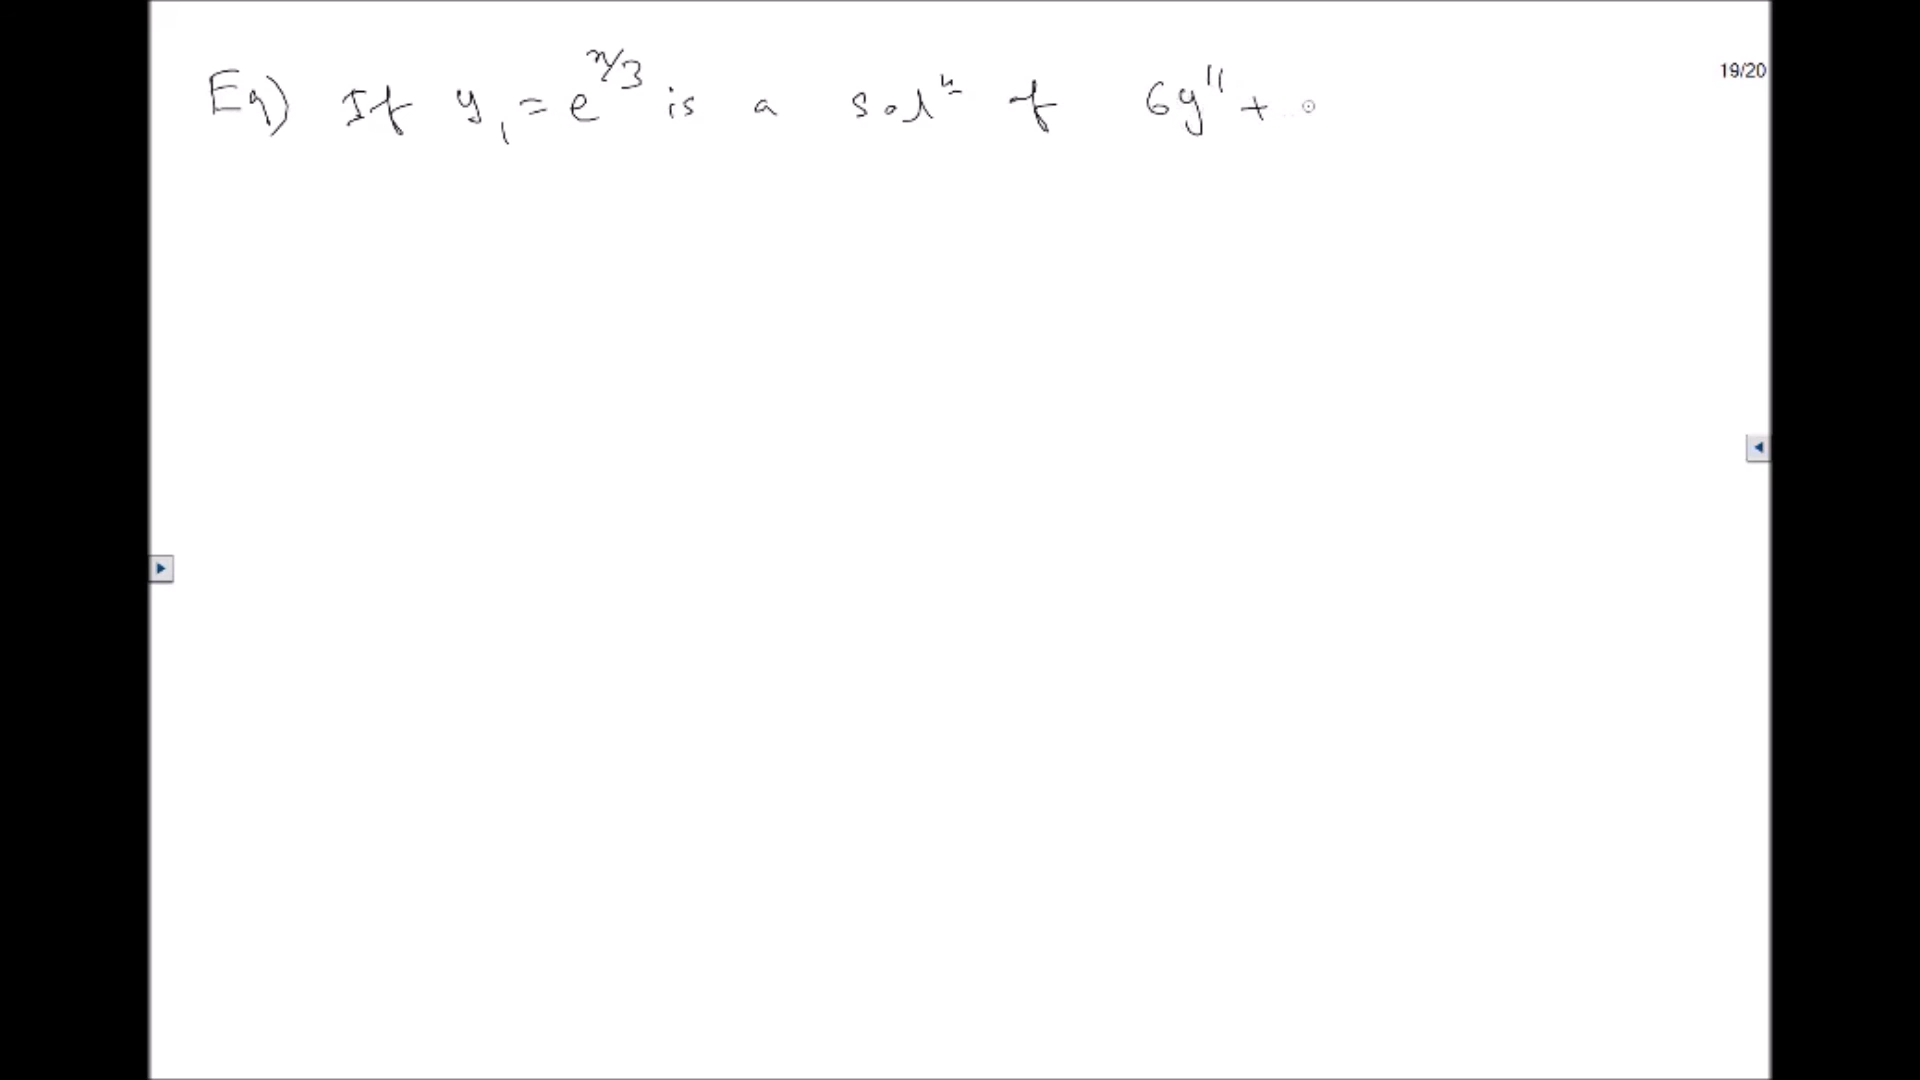 Eg) If y₁ = e^{x/3} is a solⁿ of 6y'' +
19/20